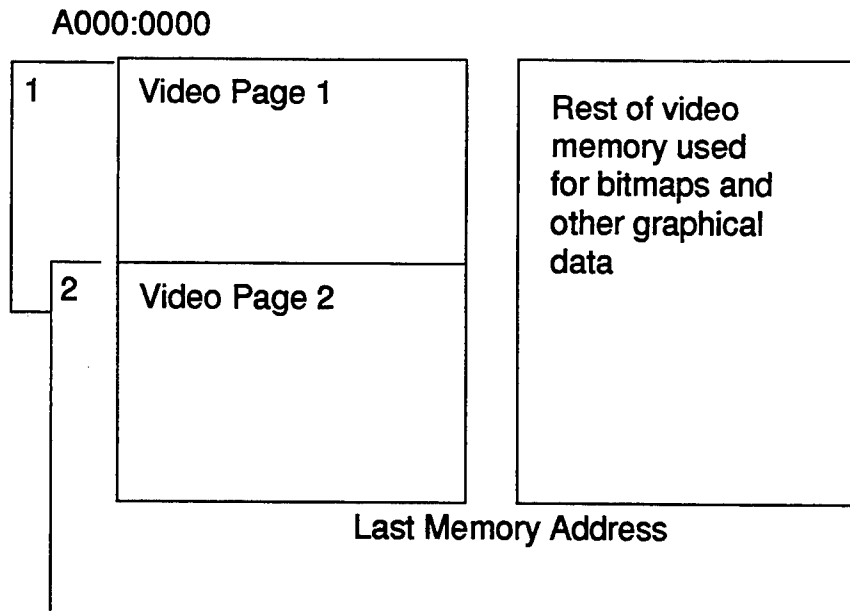 A000:0000
1
Video Page 1
2
Video Page 2
Rest of video
memory used
for bitmaps and
other graphical
data
Last Memory Address